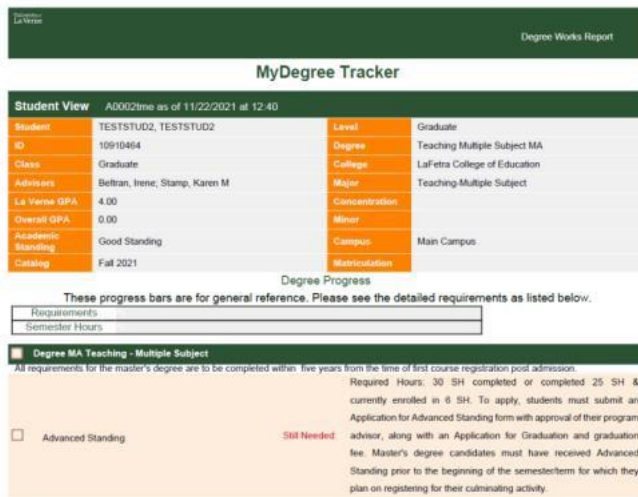 University of
La Verne
Degree Works Report
MyDegree Tracker
Student View A0002tme as of 11/22/2021 at 12:40
Student TESTSTUD2, TESTSTUD2 Level Graduate
ID 10910464 Degree Teaching Multiple Subject MA
Class Graduate College LaFetra College of Education
Advisors Beltran, Irene; Stamp, Karen M Major Teaching-Multiple Subject
La Verne GPA 4.00 Concentration
Overall GPA 0.00 Minor
Academic Standing Good Standing Campus Main Campus
Catalog Fall 2021 Matriculation
Degree Progress
These progress bars are for general reference. Please see the detailed requirements as listed below.
Requirements
Semester Hours
Degree MA Teaching - Multiple Subject
All requirements for the master's degree are to be completed within five years from the time of first course registration post admission.
Required Hours: 30 SH completed or completed 25 SH &
currently enrolled in 6 SH. To apply, students must submit an
Application for Advanced Standing form with approval of their program
Advanced Standing Still Needed: advisor, along with an Application for Graduation and graduation
fee. Master's degree candidates must have received Advanced
Standing prior to the beginning of the semester/term for which they
plan on registering for their culminating activity.